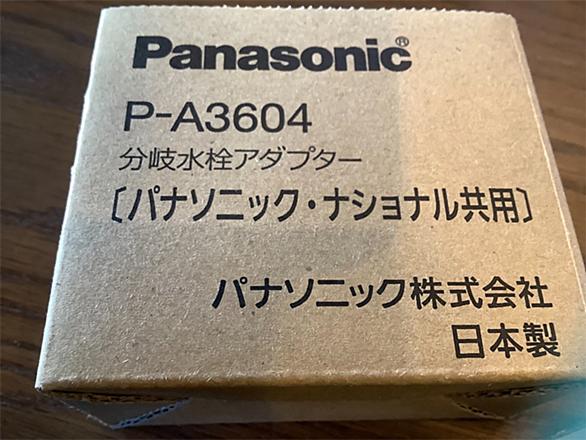 Panasonic®
P-A3604
分岐水栓アダプター
〔パナソニック・ナショナル共用〕
パナソニック株式会社
日本製